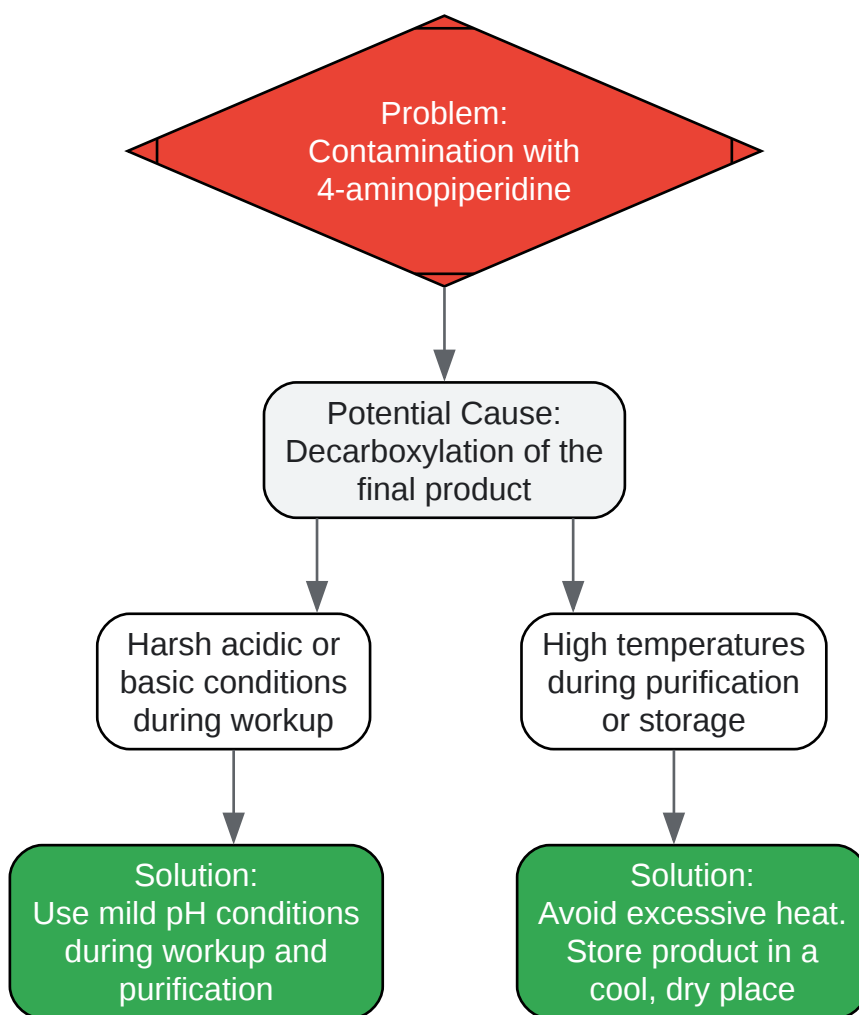 Problem:
Contamination with
4-aminopiperidine
Potential Cause:
Decarboxylation of the
final product
Harsh acidic or
basic conditions
during workup
High temperatures
during purification
or storage
Solution:
Use mild pH conditions
during workup and
purification
Solution:
Avoid excessive heat.
Store product in a
cool, dry place